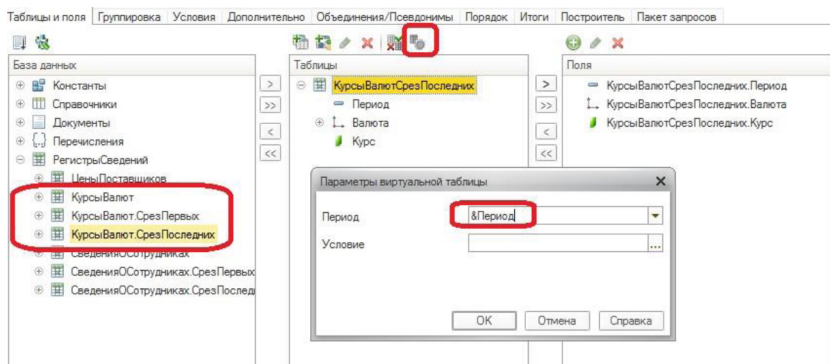 Таблицы и поля Группировка Условия Дополнительно Объединения/Псевдонимы Порядок Итоги Построитель Пакет запросов
База данных
Константы
Справочники
Документы
Перечисления
РегистрыСведений
ЦеныПоставщиков
КурсыВалют
КурсыВалют.СрезПервых
КурсыВалют.СрезПоследних
СведенияОСотрудниках
СведенияОСотрудниках.СрезПервых
СведенияОСотрудниках.СрезПослед
>
>>
<
<<
Таблицы
КурсыВалютСрезПоследних
Период
Валюта
Курс
>
>>
<
<<
Поля
КурсыВалютСрезПоследних.Период
КурсыВалютСрезПоследних.Валюта
КурсыВалютСрезПоследних.Курс
Параметры виртуальной таблицы
Период &Период
Условие ...
OK Отмена Справка